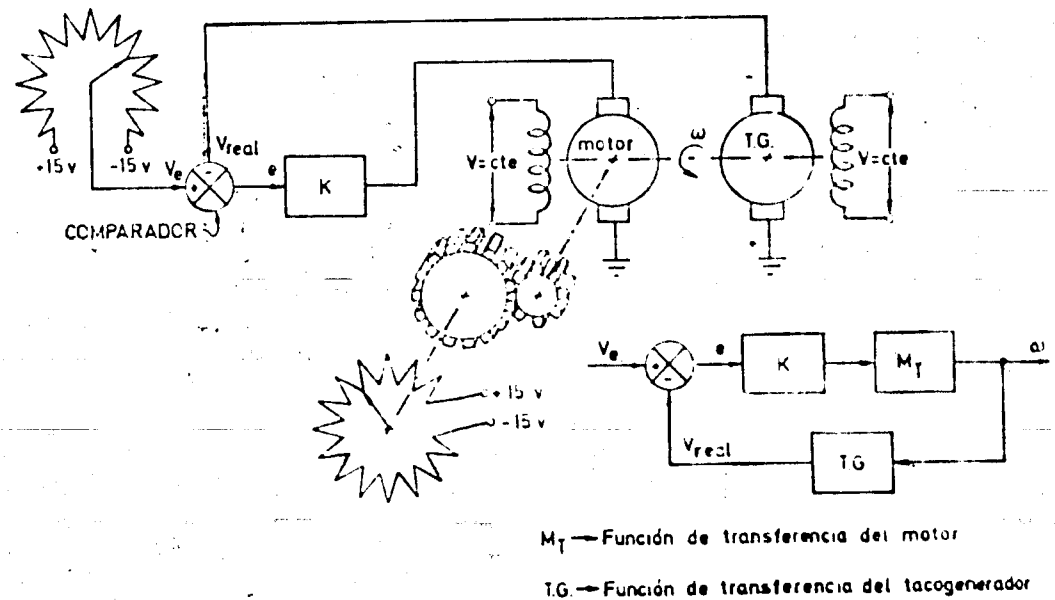 +15 v
-15 v
Ve
Vreal
e
K
COMPARADOR
V=cte
motor
ω
T.G.
V=cte
+15 v
-15 v
Ve
e
K
MT
ω
Vreal
T.G
MT → Función de transferencia del motor
T.G. → Función de transferencia del tacogenerador